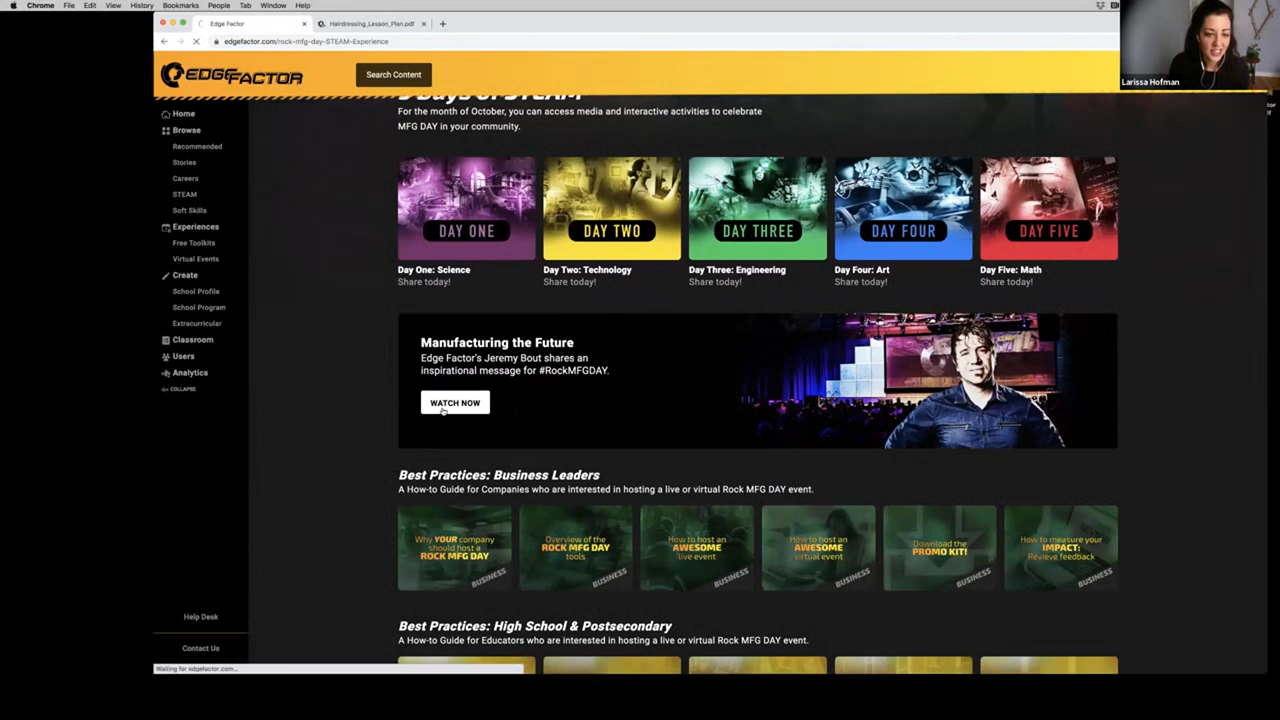 Chrome File Edit View History Bookmarks People Tab Window Help
Edge Factor
Hairdressing_Lesson_Plan.pdf
edgefactor.com/rock-mfg-day-STEAM-Experience
Larissa Hofman
EDGE FACTOR
Search Content
5 Days of STEAM
For the month of October, you can access media and interactive activities to celebrate
MFG DAY in your community.
Home
Browse
Recommended
Stories
Careers
STEAM
Soft Skills
Experiences
Free Toolkits
Virtual Events
Create
School Profile
School Program
Extracurricular
Classroom
Users
Analytics
COLLAPSE
Help Desk
Contact Us
DAY ONE
DAY TWO
DAY THREE
DAY FOUR
DAY FIVE
Day One: Science
Day Two: Technology
Day Three: Engineering
Day Four: Art
Day Five: Math
Share today!
Share today!
Share today!
Share today!
Share today!
Manufacturing the Future
Edge Factor's Jeremy Bout shares an
inspirational message for #RockMFGDAY.
WATCH NOW
Best Practices: Business Leaders
A How-to Guide for Companies who are interested in hosting a live or virtual Rock MFG DAY event.
Why YOUR company
should host a
ROCK MFG DAY
BUSINESS
Overview of the
ROCK MFG DAY
tools
BUSINESS
How to host an
AWESOME
live event
BUSINESS
How to host an
AWESOME
virtual event
BUSINESS
Download the
PROMO KIT!
BUSINESS
How to measure your
IMPACT:
Review feedback
BUSINESS
Best Practices: High School & Postsecondary
A How-to Guide for Educators who are interested in hosting a live or virtual Rock MFG DAY event.
Waiting for edgefactor.com...